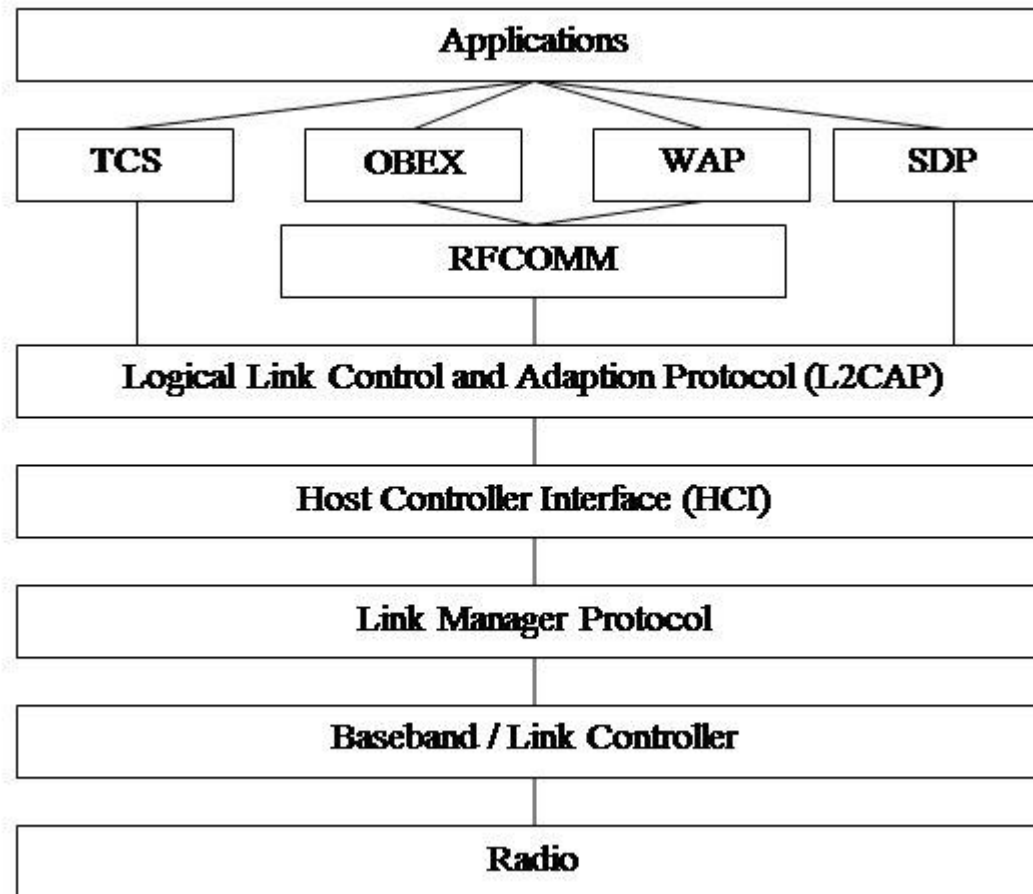 Applications
TCS
OBEX
WAP
SDP
RFCOMM
Logical Link Control and Adaption Protocol (L2CAP)
Host Controller Interface (HCI)
Link Manager Protocol
Baseband / Link Controller
Radio